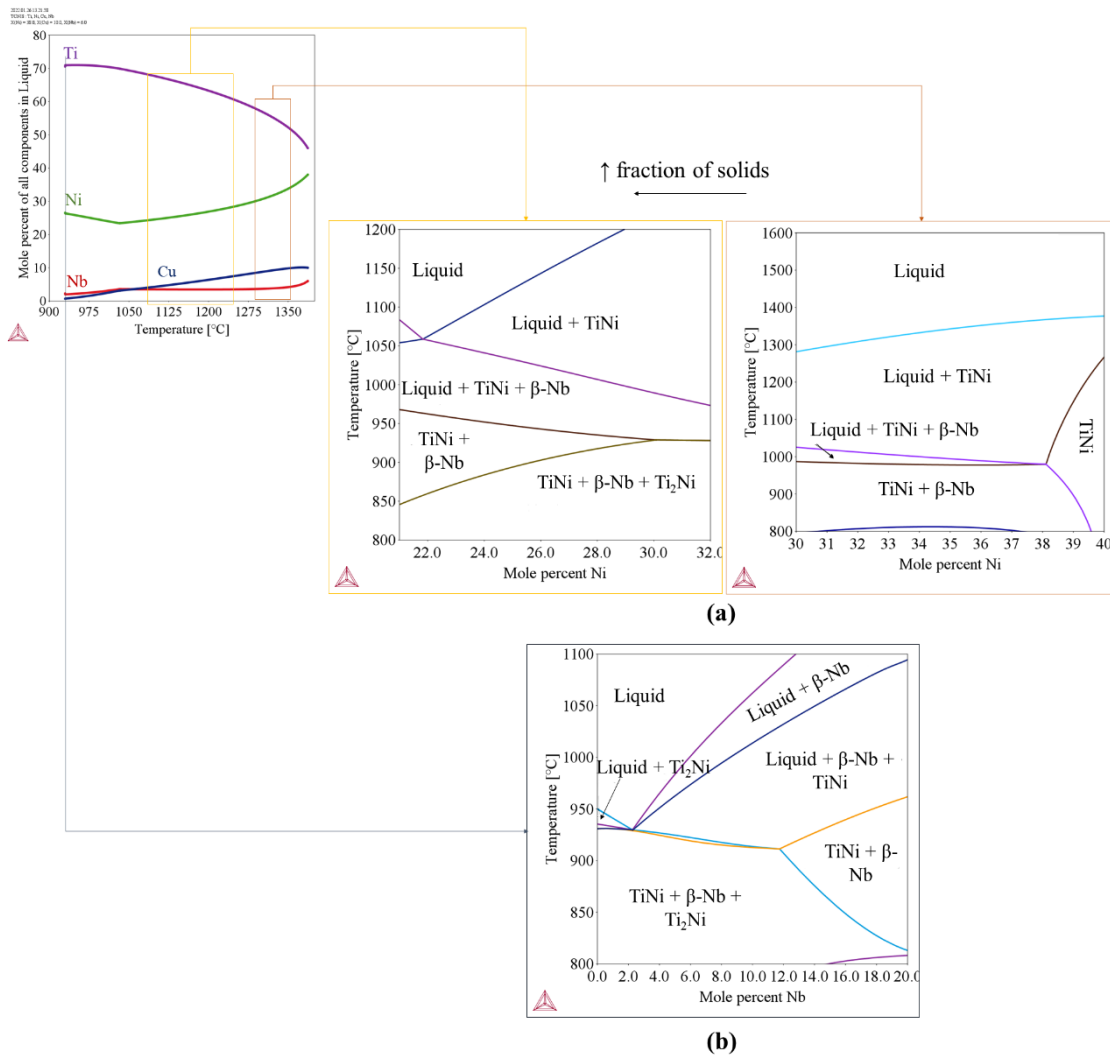 80
70
60
50
40
30
20
10
0
Mole percent of all components in Liquid
Ti
Ni
Nb
Cu
900 975 1050 1125 1200 1275 1350
Temperature [°C]
↑ fraction of solids
1200
1150
1100
1050
1000
950
900
850
800
Temperature [°C]
Liquid
Liquid + TiNi
Liquid + TiNi + β-Nb
TiNi +
β-Nb
TiNi + β-Nb + Ti₂Ni
22.0 24.0 26.0 28.0 30.0 32.0
Mole percent Ni
1600
1500
1400
1300
1200
1100
1000
900
800
Temperature [°C]
Liquid
Liquid + TiNi
Liquid + TiNi + β-Nb
TiNi + β-Nb
TiNi
30 31 32 33 34 35 36 37 38 39 40
Mole percent Ni
(a)
1100
1050
1000
950
900
850
800
Temperature [°C]
Liquid
Liquid + β-Nb
Liquid + Ti₂Ni
Liquid + β-Nb +
TiNi
TiNi + β-
Nb
TiNi + β-Nb +
Ti₂Ni
0.0 2.0 4.0 6.0 8.0 10.0 12.0 14.0 16.0 18.0 20.0
Mole percent Nb
(b)